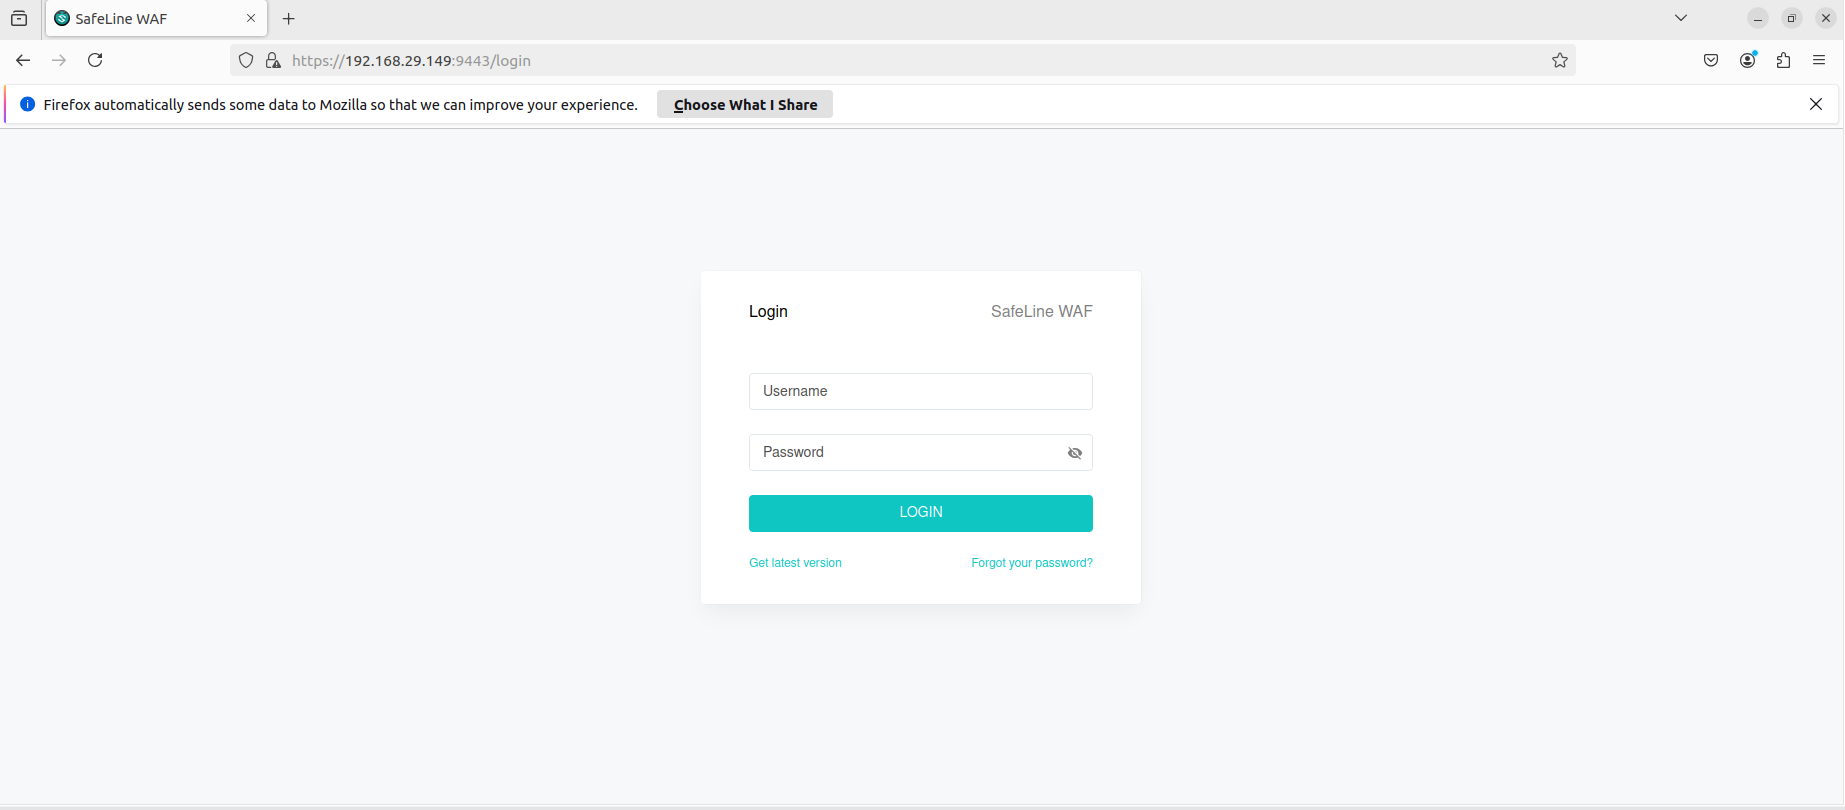 SafeLine WAF
https://192.168.29.149:9443/login
Firefox automatically sends some data to Mozilla so that we can improve your experience. Choose What I Share
Login SafeLine WAF
Username
Password
LOGIN
Get latest version Forgot your password?